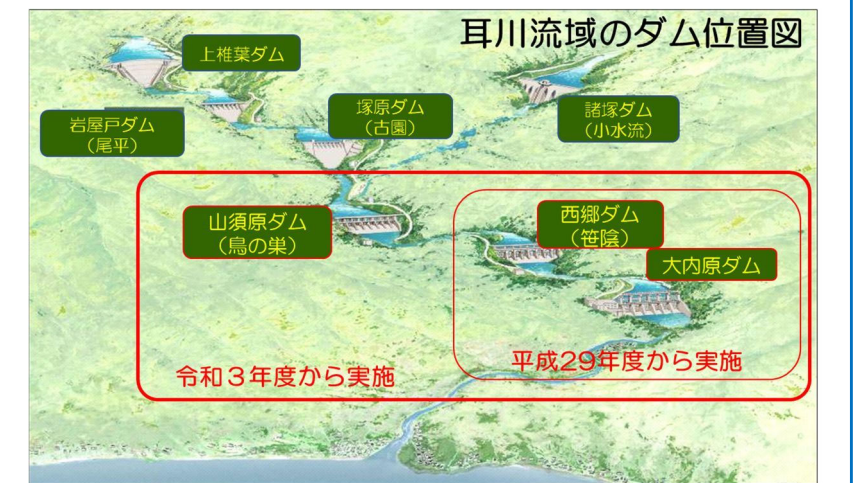 耳川流域のダム位置図
上椎葉ダム
岩屋戸ダム
（尾平）
塚原ダム
（古園）
諸塚ダム
（小水流）
山須原ダム
（鳥の巣）
西郷ダム
（笹陰）
大内原ダム
平成29年度から実施
令和３年度から実施